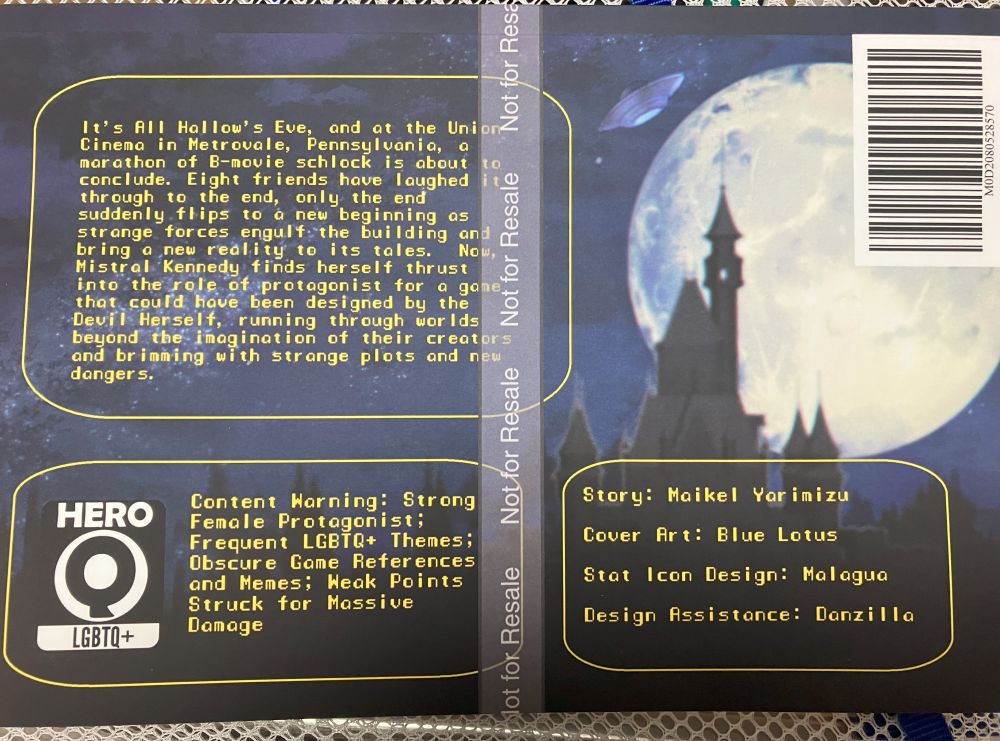 It's All Hallow's Eve, and at the Union
Cinema in Metrovale, Pennsylvania, a
marathon of B-movie schlock is about to
conclude. Eight friends have laughed it
through to the end, only the end
suddenly flips to a new beginning as
strange forces engulf the building and
bring a new reality to its tales. Now,
Mistral Kennedy finds herself thrust
into the role of protagonist for a game
that could have been designed by the
Devil Herself, running through worlds
beyond the imagination of their creators
and brimming with strange plots and new
dangers.
HERO
LGBTQ+
Content Warning: Strong
Female Protagonist;
Frequent LGBTQ+ Themes;
Obscure Game References
and Memes; Weak Points
Struck for Massive
Damage
Not for Resale
Not for Resale
Not for Resale
Not for Resale
Story: Maikel Yarimizu
Cover Art: Blue Lotus
Stat Icon Design: Malagua
Design Assistance: Danzilla
M0D2080528570